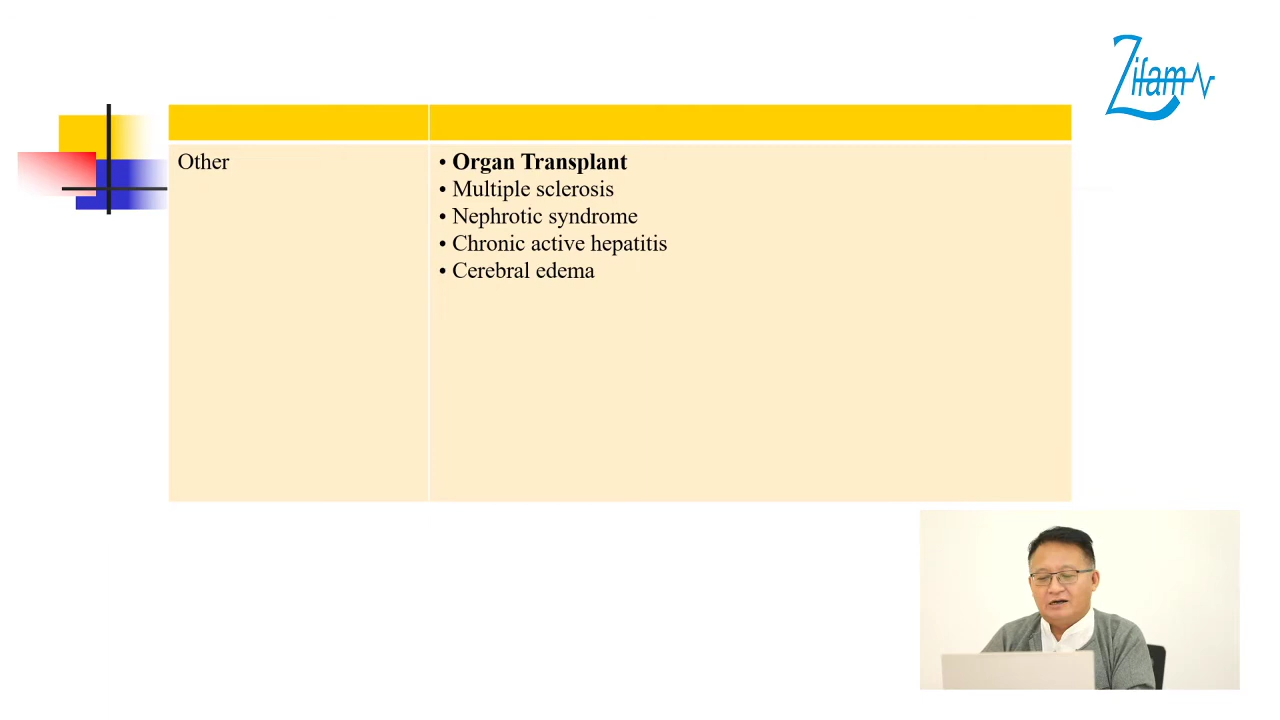 Zifam
Other
• Organ Transplant
• Multiple sclerosis
• Nephrotic syndrome
• Chronic active hepatitis
• Cerebral edema